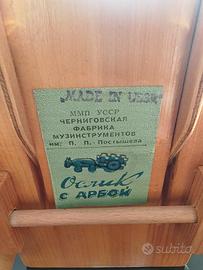 "MADE IN USSR"
ММП УССР
ЧЕРНИГОВСКАЯ
ФАБРИКА
МУЗИНСТРУМЕНТОВ
им. П. П. Постышева
Ослик
С АРБОЙ
subito